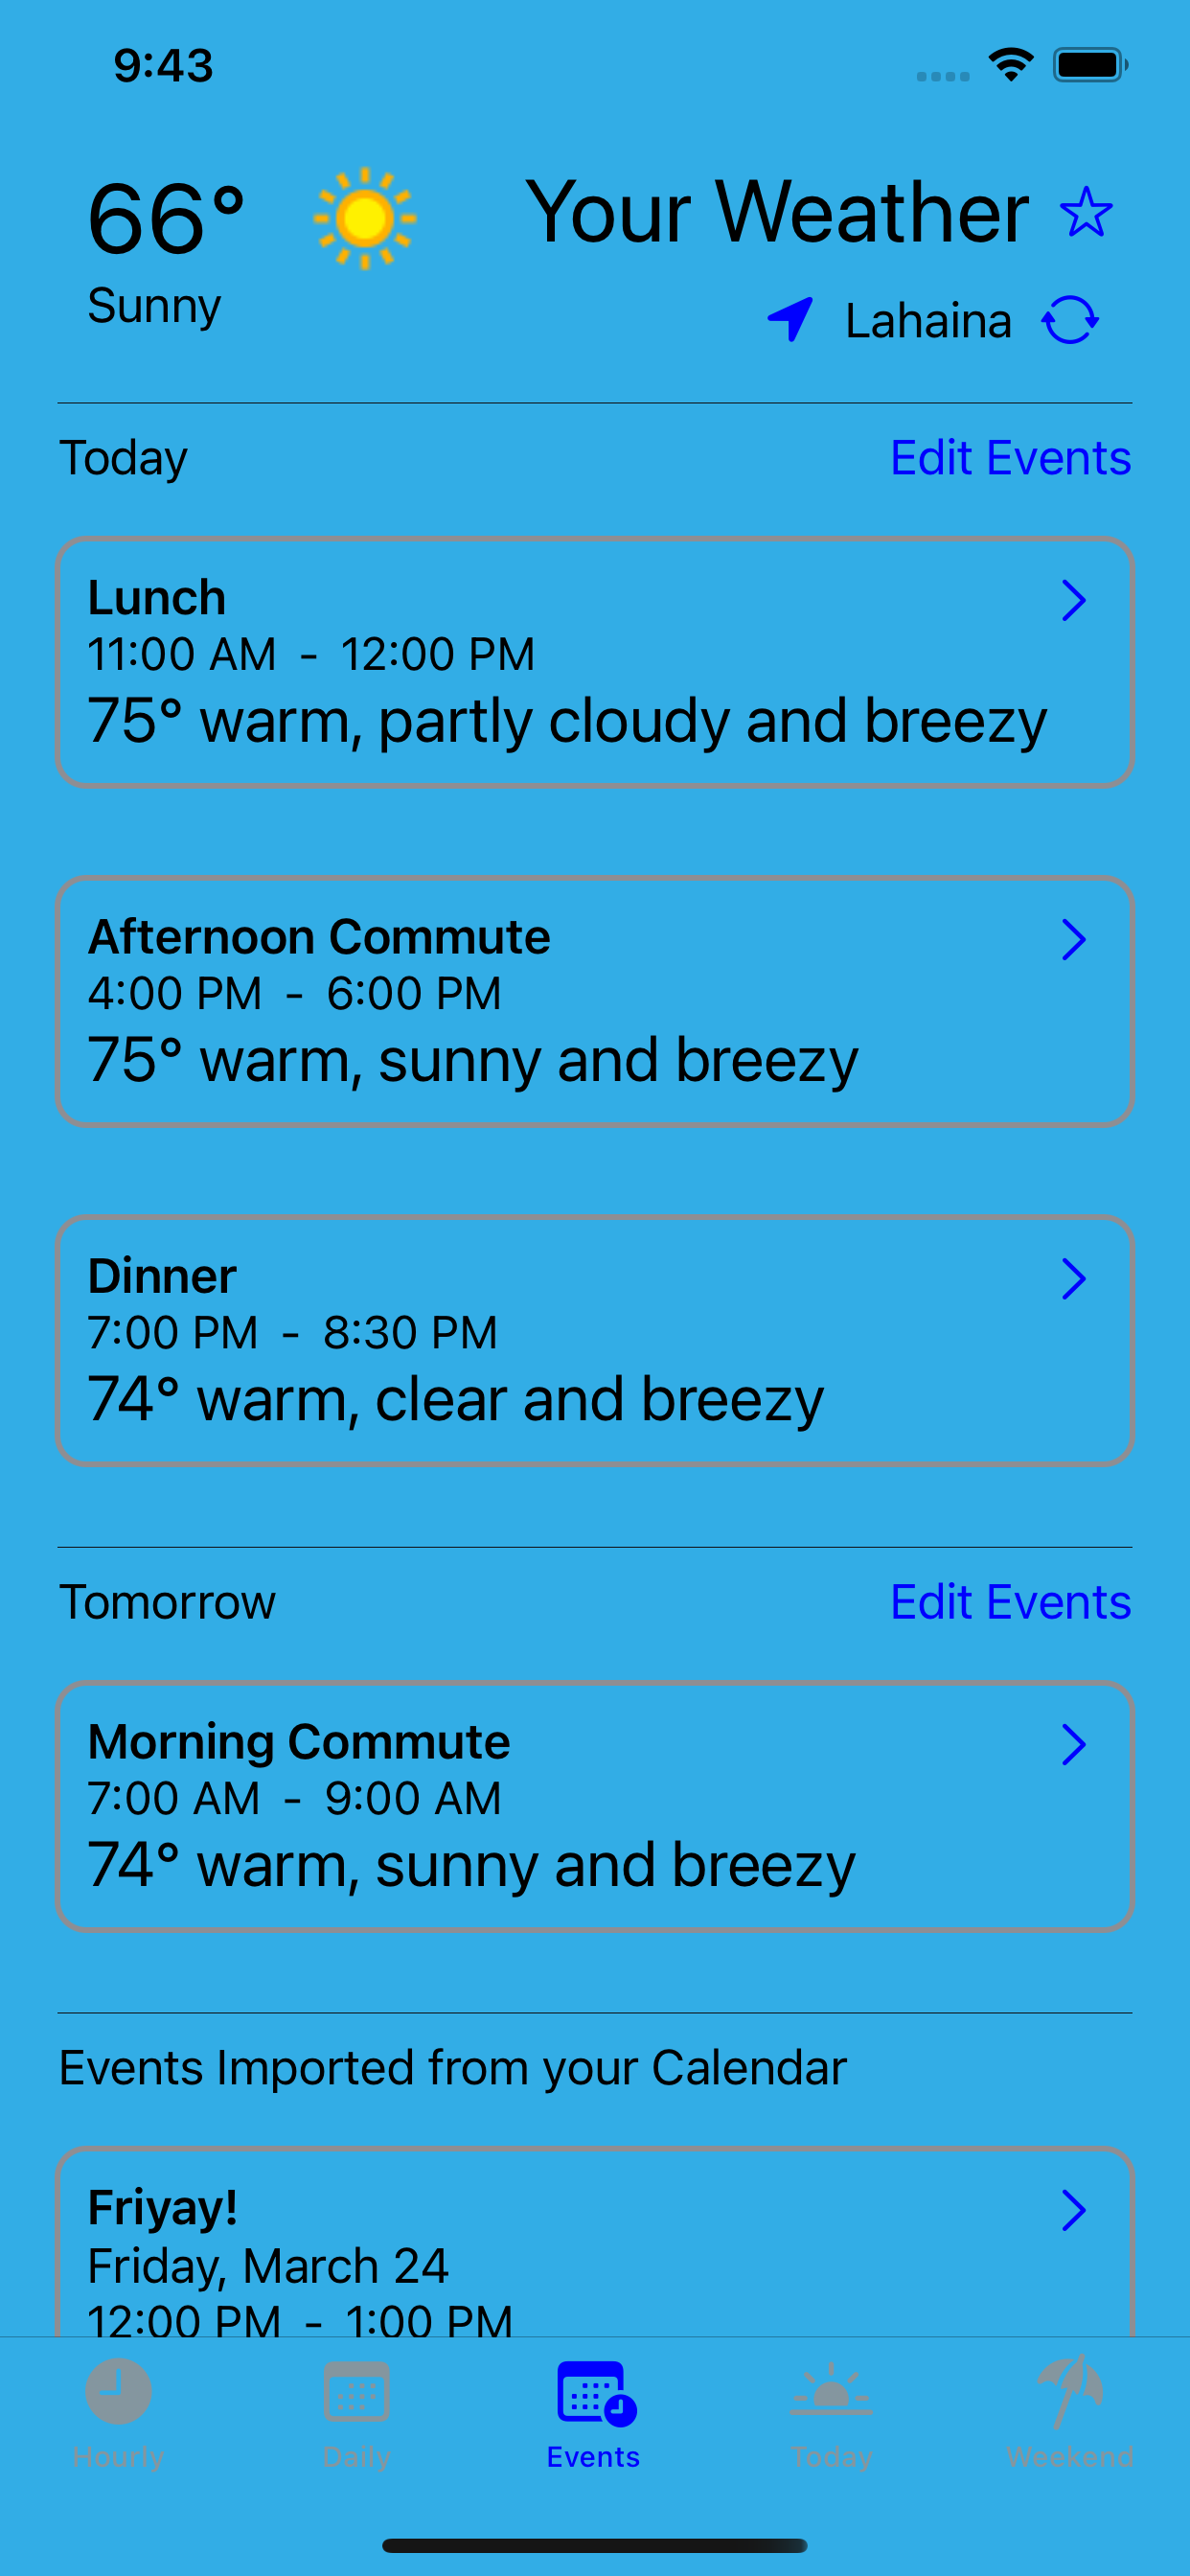 9:43
66°
Your Weather
Sunny
Lahaina
Today
Edit Events
Lunch
11:00 AM - 12:00 PM
75° warm, partly cloudy and breezy
Afternoon Commute
4:00 PM - 6:00 PM
75° warm, sunny and breezy
Dinner
7:00 PM - 8:30 PM
74° warm, clear and breezy
Tomorrow
Edit Events
Morning Commute
7:00 AM - 9:00 AM
74° warm, sunny and breezy
Events Imported from your Calendar
Friyay!
Friday, March 24
12:00 PM - 1:00 PM
Hourly
Daily
Events
Today
Weekend